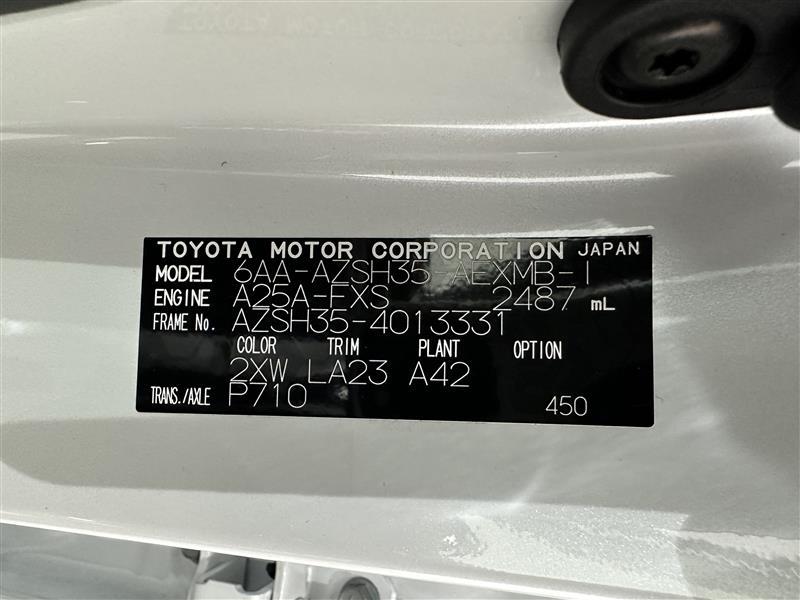 TOYOTA MOTOR CORPORATION JAPAN
MODEL 6AA-AZSH35-AEXMB-I
ENGINE A25A-FXS 2487 mL
FRAME No. AZSH35-4013331
COLOR TRIM PLANT OPTION
2XW LA23 A42
TRANS./AXLE P710 450